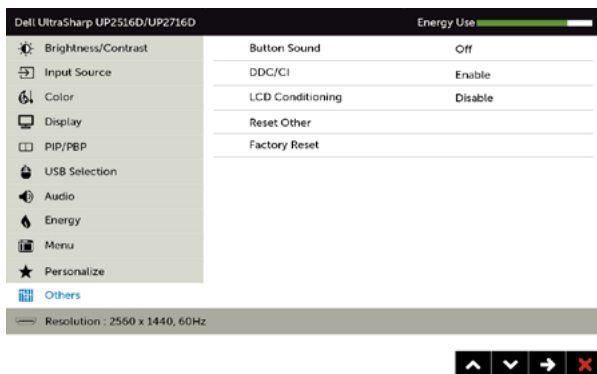 Dell UltraSharp UP2516D/UP2716D Energy Use
Brightness/Contrast Button Sound Off
Input Source DDC/CI Enable
Color LCD Conditioning Disable
Display Reset Other
PIP/PBP Factory Reset
USB Selection
Audio
Energy
Menu
Personalize
Others
Resolution : 2560 x 1440, 60Hz